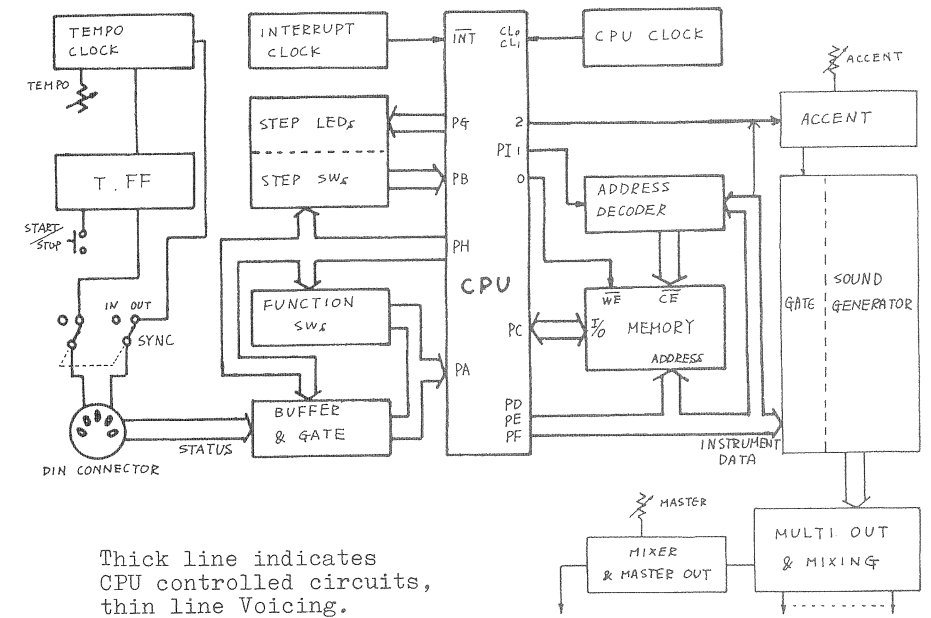 TEMPO
CLOCK
TEMPO
T.FF
START/
STOP
IN OUT
SYNC
DIN CONNECTOR
STATUS
INTERRUPT
CLOCK
STEP LEDs
STEP SWs
FUNCTION
SWs
BUFFER
& GATE
INT
CL0
CL1
PG
2
PI 1
PB
0
PH
CPU
PC
PA
PD
PE
PF
CPU CLOCK
ACCENT
ACCENT
ADDRESS
DECODER
WE
CE
I/O
MEMORY
ADDRESS
GATE
SOUND
GENERATOR
INSTRUMENT
DATA
MASTER
MIXER
& MASTER OUT
MULTI OUT
& MIXING
Thick line indicates
CPU controlled circuits,
thin line Voicing.